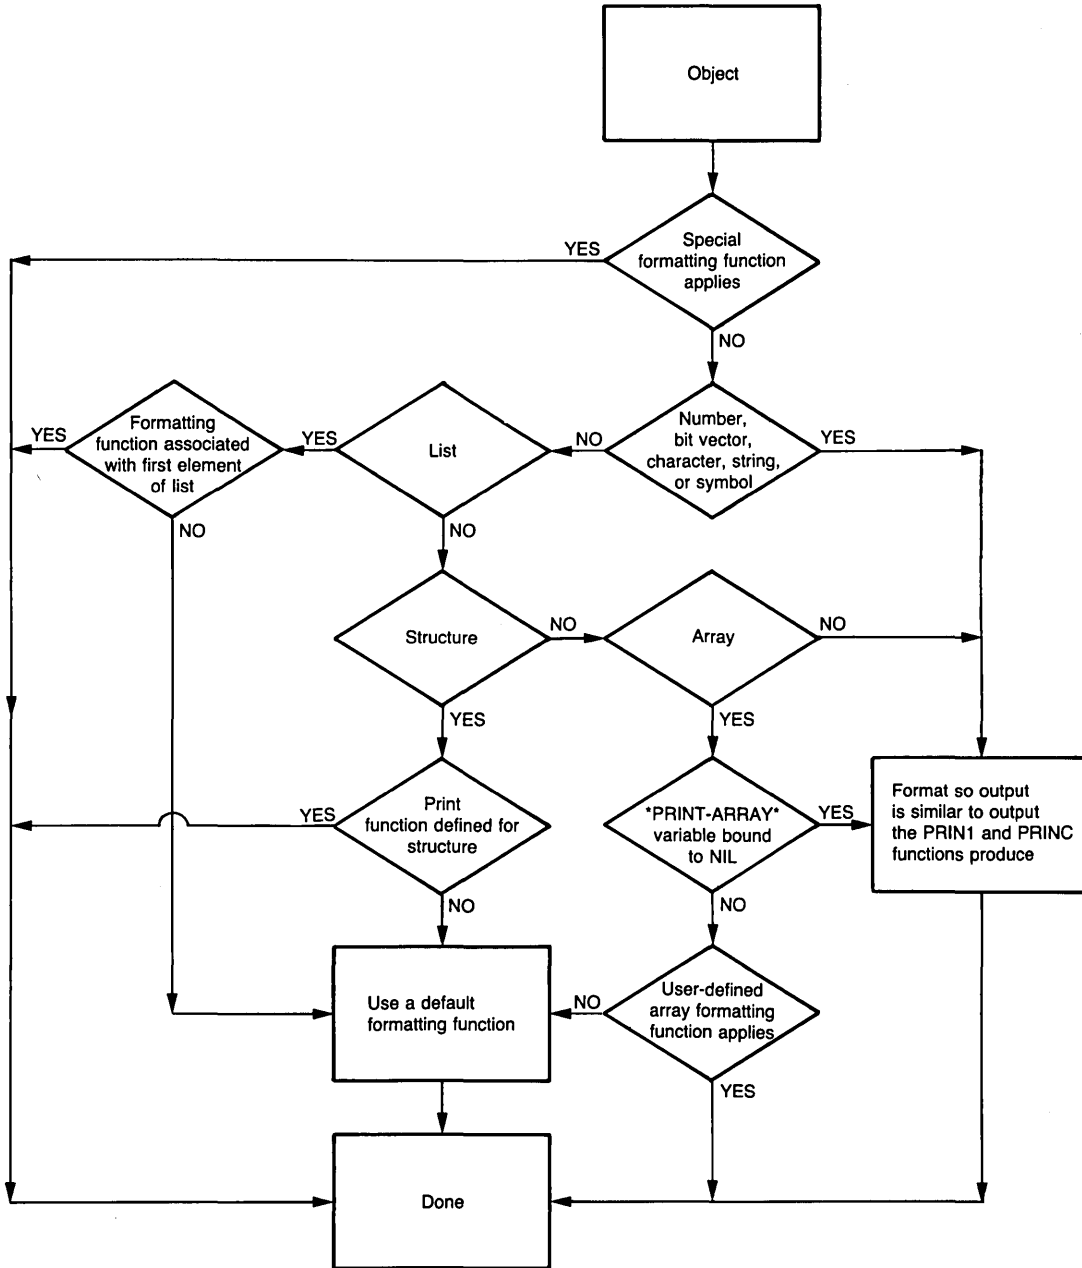 Object
YES
Special
formatting function
applies
NO
Formatting
function associated
with first element
of list
YES
YES
List
NO
Number,
bit vector,
character, string,
or symbol
YES
NO
NO
Structure
NO
Array
NO
YES
YES
YES
Print
function defined for
structure
*PRINT-ARRAY*
variable bound
to NIL
YES
Format so output
is similar to output
the PRIN1 and PRINC
functions produce
NO
NO
Use a default
formatting function
NO
User-defined
array formatting
function applies
YES
Done